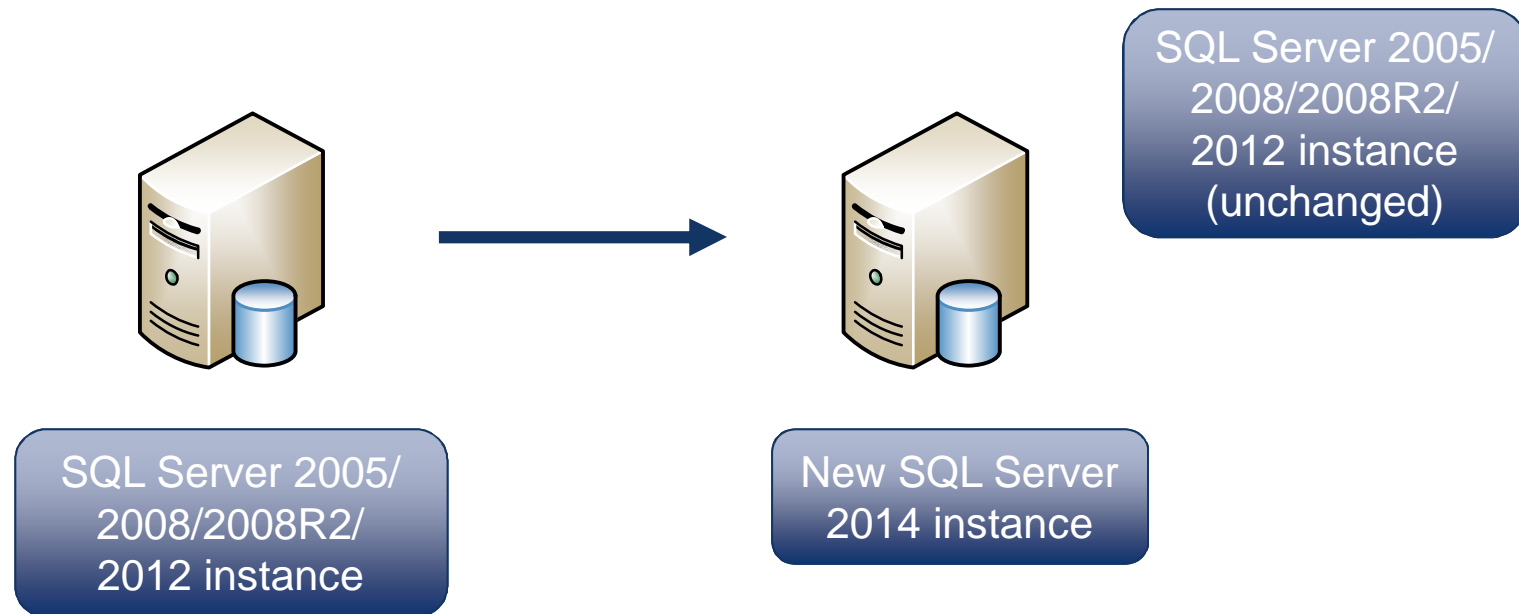 SQL Server 2005/
2008/2008R2/
2012 instance
(unchanged)
SQL Server 2005/
2008/2008R2/
2012 instance
New SQL Server
2014 instance